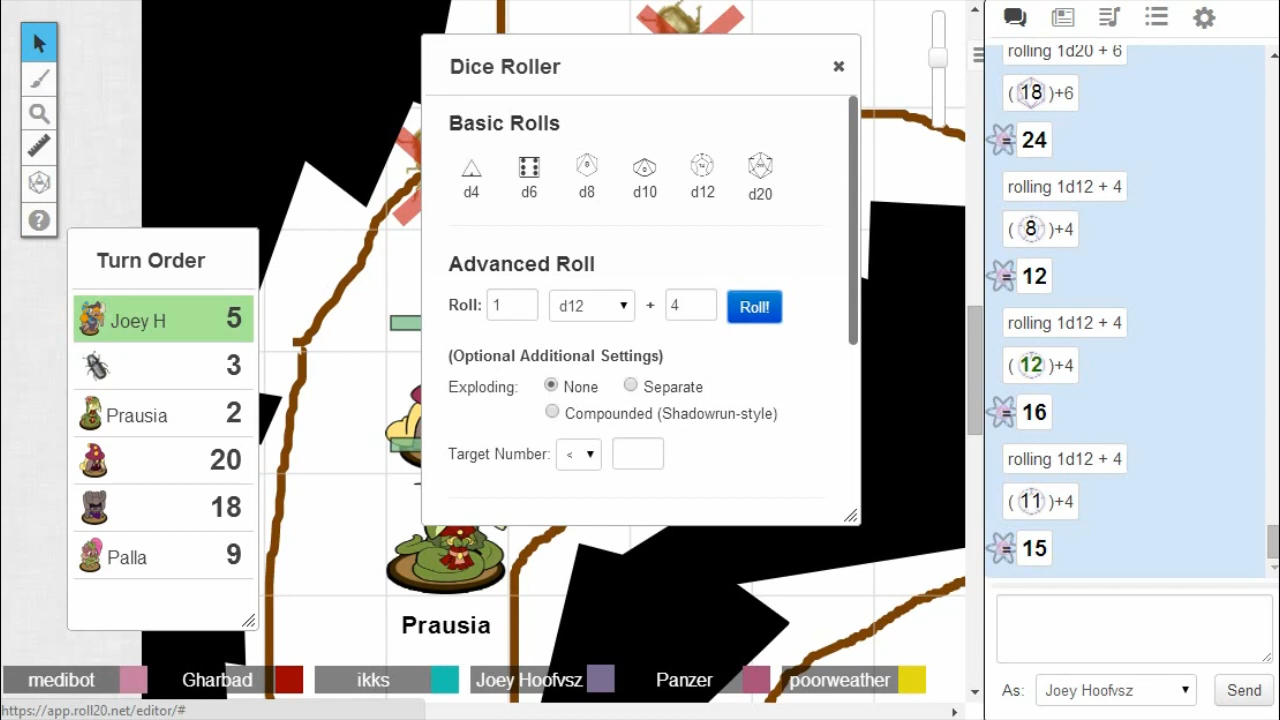 Dice Roller
×
Basic Rolls
d4 d6 d8 d10 d12 d20
Advanced Roll
Roll: 1 d12 + 4 Roll!
(Optional Additional Settings)
Exploding: None Separate
Compounded (Shadowrun-style)
Target Number: <
Turn Order
Joey H 5
3
Prausia 2
20
18
Palla 9
Prausia
rolling 1d20 + 6
(18)+6
= 24
rolling 1d12 + 4
(8)+4
= 12
rolling 1d12 + 4
(12)+4
= 16
rolling 1d12 + 4
(11)+4
= 15
As: Joey Hoofvsz Send
medibot Gharbad ikks Joey Hoofvsz Panzer poorweather
https://app.roll20.net/editor/#